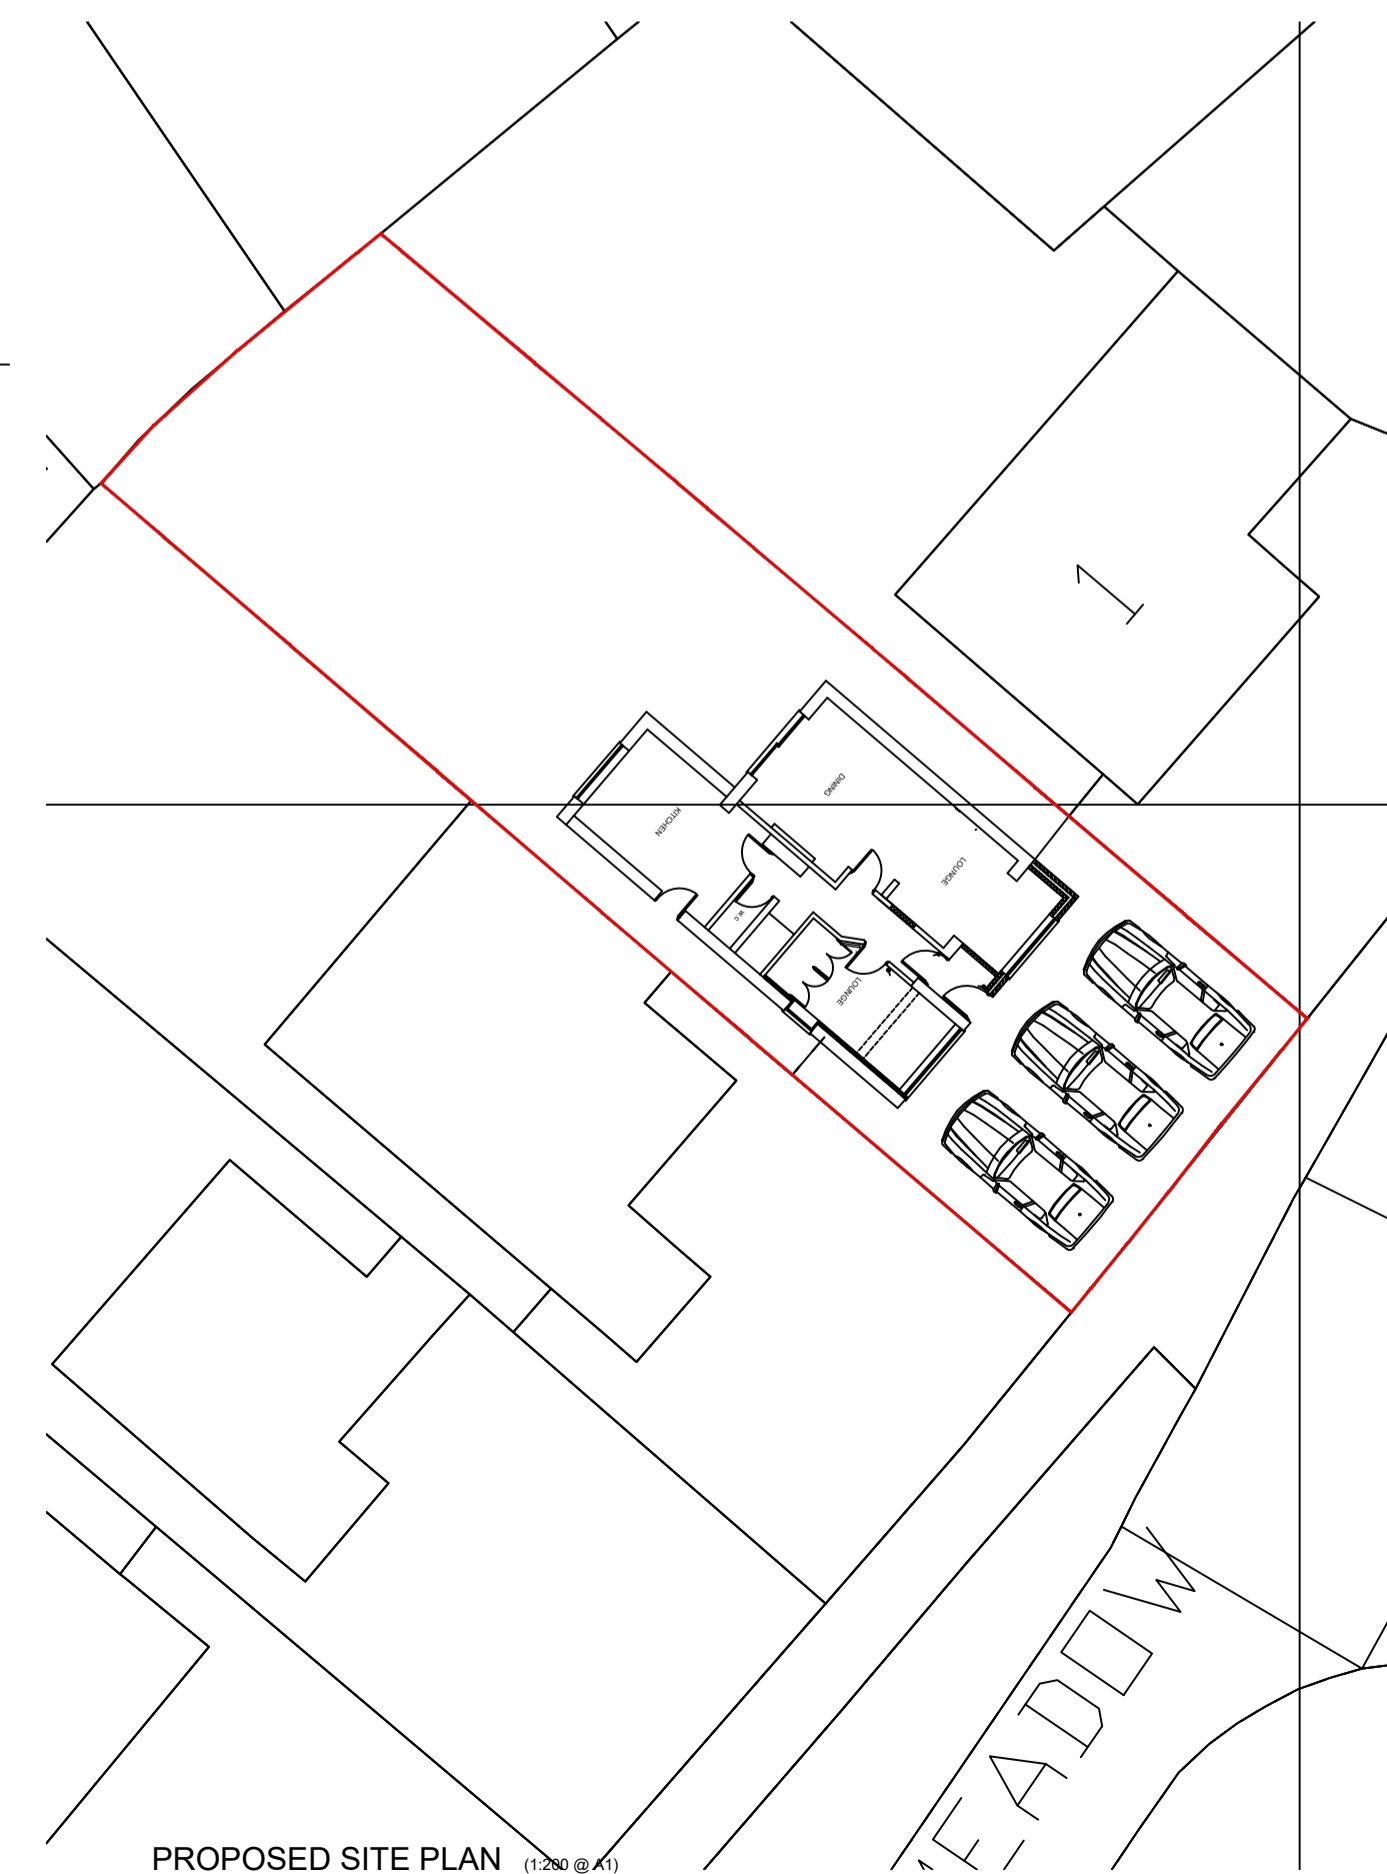 1
DINING
KITCHEN
LOUNGE
W.C
LOUNGE
MEADOW
PROPOSED SITE PLAN (1:200 @ A1)